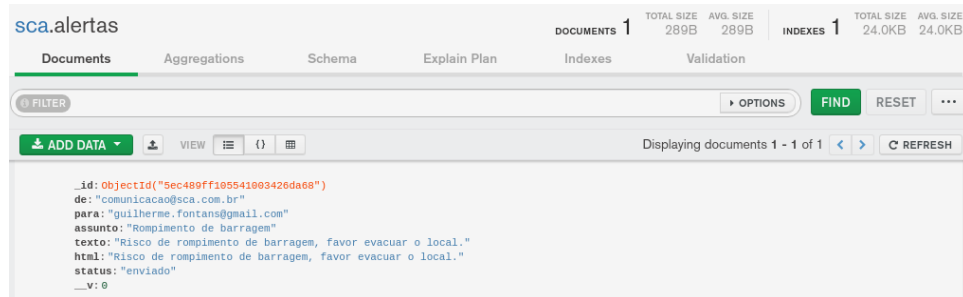 sca.alertas
DOCUMENTS 1 TOTAL SIZE 289B AVG. SIZE 289B INDEXES 1 TOTAL SIZE 24.0KB AVG. SIZE 24.0KB
Documents Aggregations Schema Explain Plan Indexes Validation
FILTER OPTIONS FIND RESET ...
ADD DATA VIEW {} Displaying documents 1 - 1 of 1 < > REFRESH
_id: ObjectId("5ec489ff105541003426da68")
de: "comunicacao@sca.com.br"
para: "guilherme.fontans@gmail.com"
assunto: "Rompimento de barragem"
texto: "Risco de rompimento de barragem, favor evacuar o local."
html: "Risco de rompimento de barragem, favor evacuar o local."
status: "enviado"
__v: 0